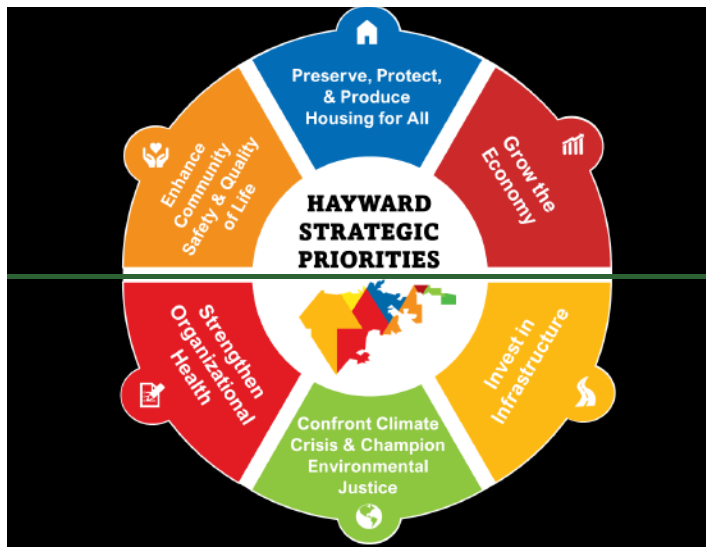 Preserve, Protect,
& Produce
Housing for All
Grow the
Economy
Enhance
Community
Safety & Quality
of Life
HAYWARD
STRATEGIC
PRIORITIES
Strengthen
Organizational
Health
Invest in
Infrastructure
Confront Climate
Crisis & Champion
Environmental
Justice